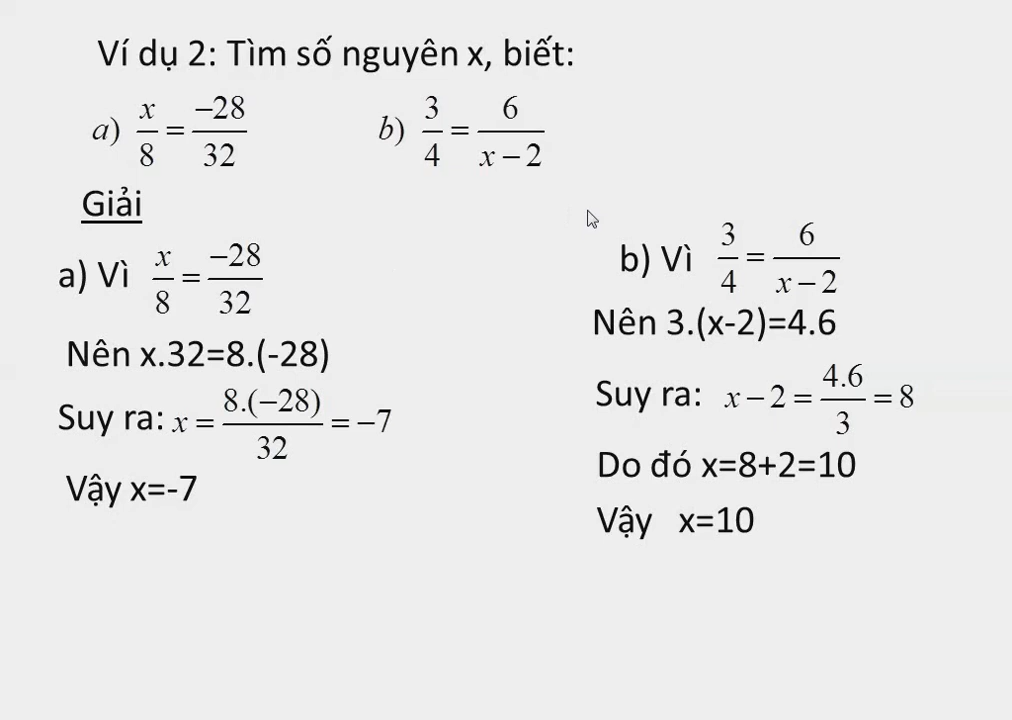 Ví dụ 2: Tìm số nguyên x, biết:
a) x/8 = -28/32 b) 3/4 = 6/(x-2)
Giải
a) Vì x/8 = -28/32
Nên x.32=8.(-28)
Suy ra: x = 8.(-28)/32 = -7
Vậy x=-7
b) Vì 3/4 = 6/(x-2)
Nên 3.(x-2)=4.6
Suy ra: x-2 = 4.6/3 = 8
Do đó x=8+2=10
Vậy x=10